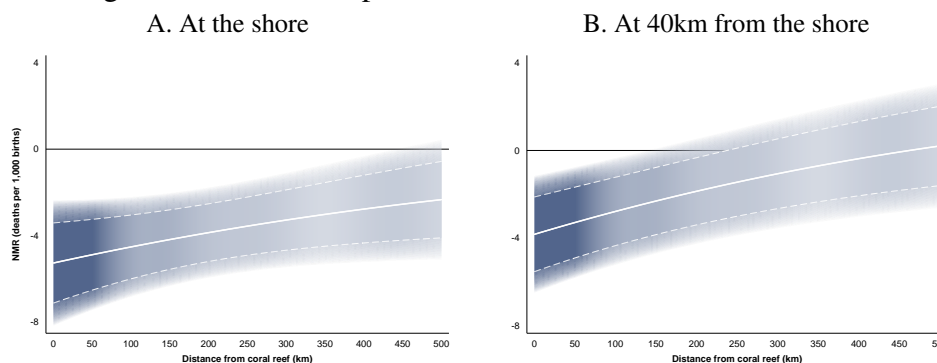 A. At the shore
B. At 40km from the shore
4
0
-4
-8
NMR (deaths per 1,000 births)
0 50 100 150 200 250 300 350 400 450 500
Distance from coral reef (km)
4
0
-4
-8
0 50 100 150 200 250 300 350 400 450
Distance from coral reef (km)